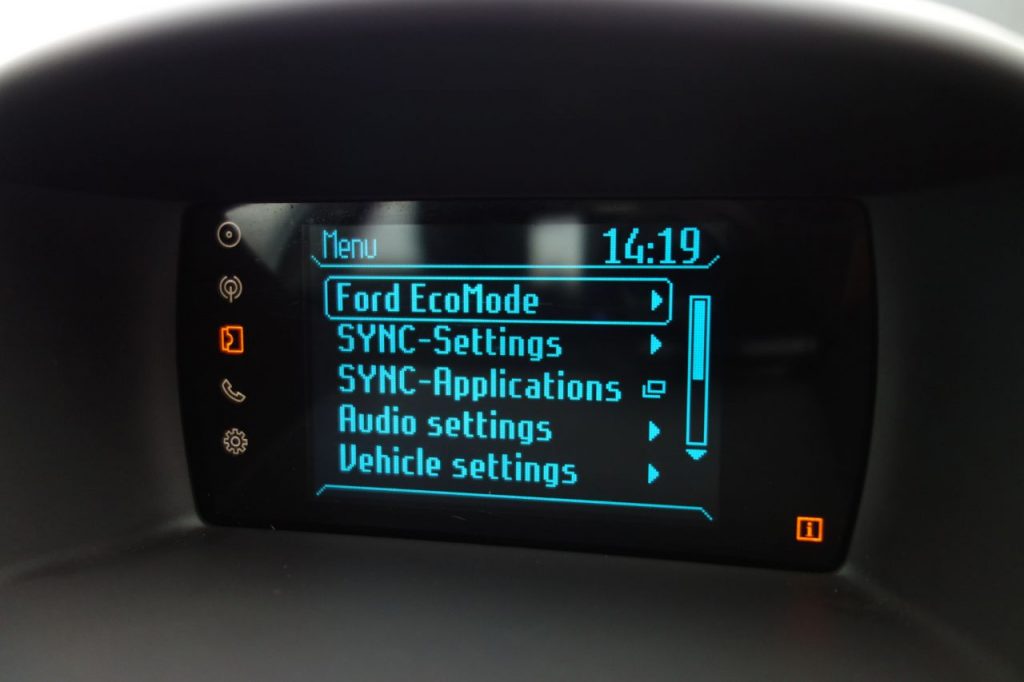 Menu 14:19
Ford EcoMode
SYNC-Settings
SYNC-Applications
Audio settings
Vehicle settings
i